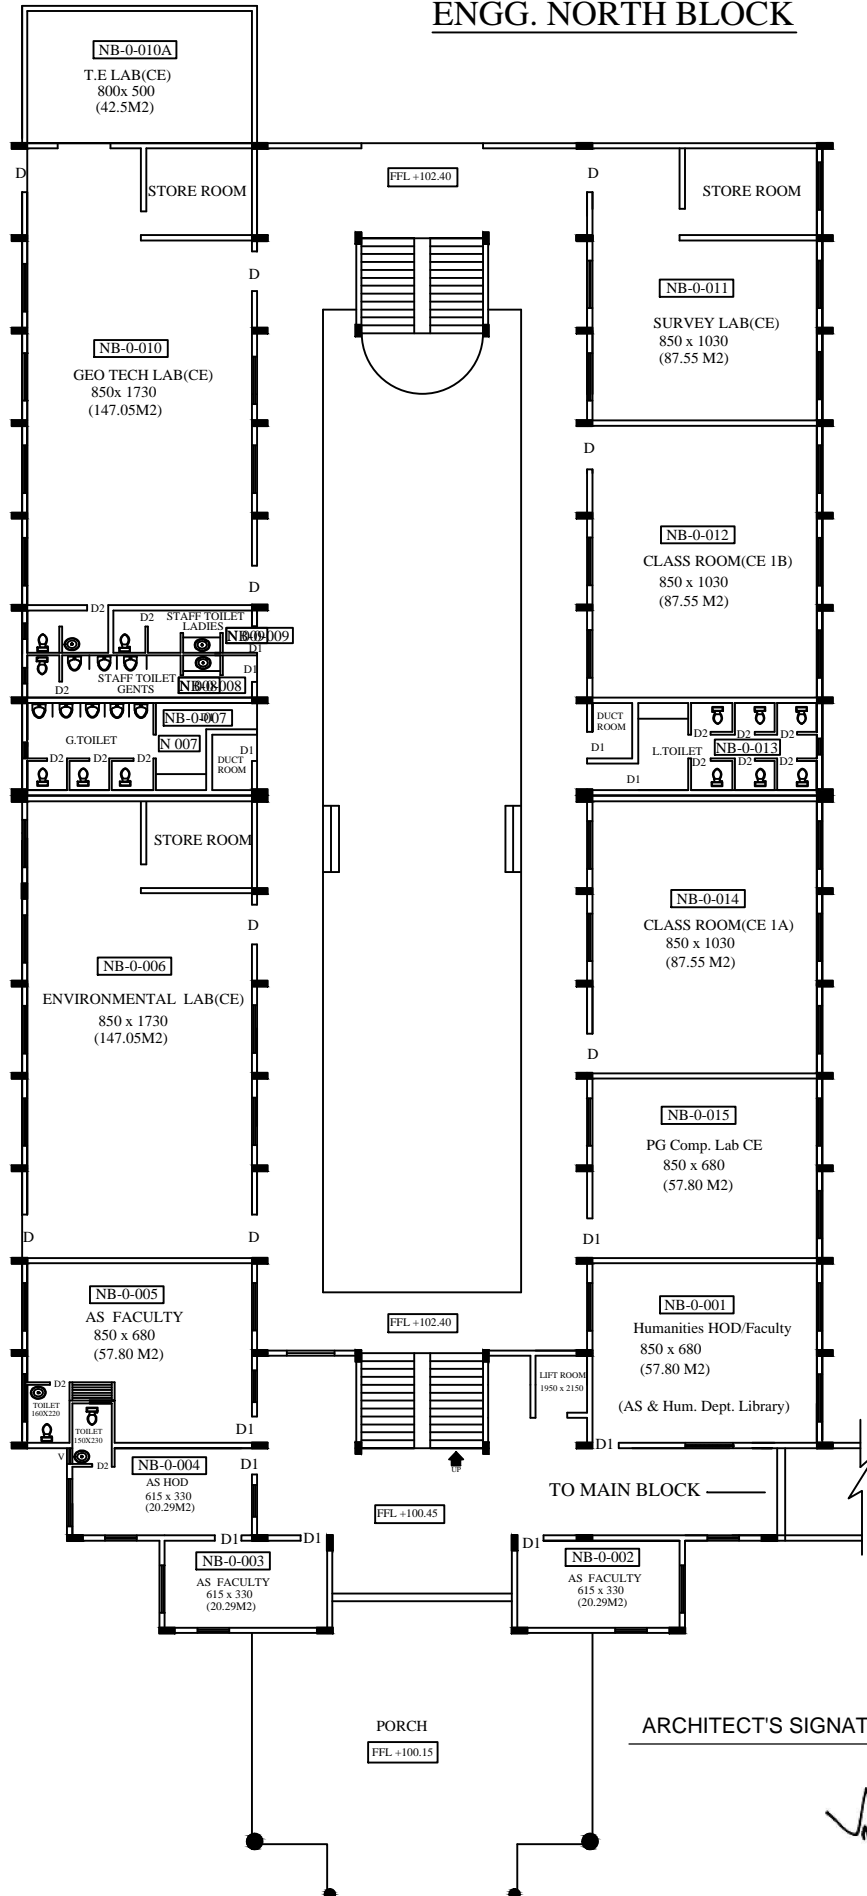 ENGG. NORTH BLOCK
NB-0-010A
T.E LAB(CE)
800x 500
(42.5M2)
FFL +102.40
D
STORE ROOM
D
STORE ROOM
D
NB-0-011
SURVEY LAB(CE)
850 x 1030
(87.55 M2)
NB-0-010
GEO TECH LAB(CE)
850x 1730
(147.05M2)
D
NB-0-012
CLASS ROOM(CE 1B)
850 x 1030
(87.55 M2)
D
D2
D2
STAFF TOILET
LADIES
D1
D1
STAFF TOILET
GENTS
D2
NB-0-007
D1
G.TOILET
N 007
D1
DUCT
ROOM
D2
D2
D2
DUCT
ROOM
D1
L.TOILET
NB-0-013
D2
D2
D2
D2
D2
D2
D1
STORE ROOM
NB-0-014
CLASS ROOM(CE 1A)
850 x 1030
(87.55 M2)
D
NB-0-006
ENVIRONMENTAL LAB(CE)
850 x 1730
(147.05M2)
D
NB-0-015
PG Comp. Lab CE
850 x 680
(57.80 M2)
D
D
D1
NB-0-005
AS FACULTY
850 x 680
(57.80 M2)
FFL +102.40
NB-0-001
Humanities HOD/Faculty
850 x 680
(57.80 M2)
(AS & Hum. Dept. Library)
LIFT ROOM
1950 x 2150
D2
TOILET
160X220
TOILET
150X230
D1
D1
V
D2
NB-0-004
D1
AS HOD
615 x 330
(20.29M2)
UP
TO MAIN BLOCK
FFL +100.45
D1
D1
D1
NB-0-003
AS FACULTY
615 x 330
(20.29M2)
NB-0-002
AS FACULTY
615 x 330
(20.29M2)
PORCH
FFL +100.15
ARCHITECT'S SIGNAT